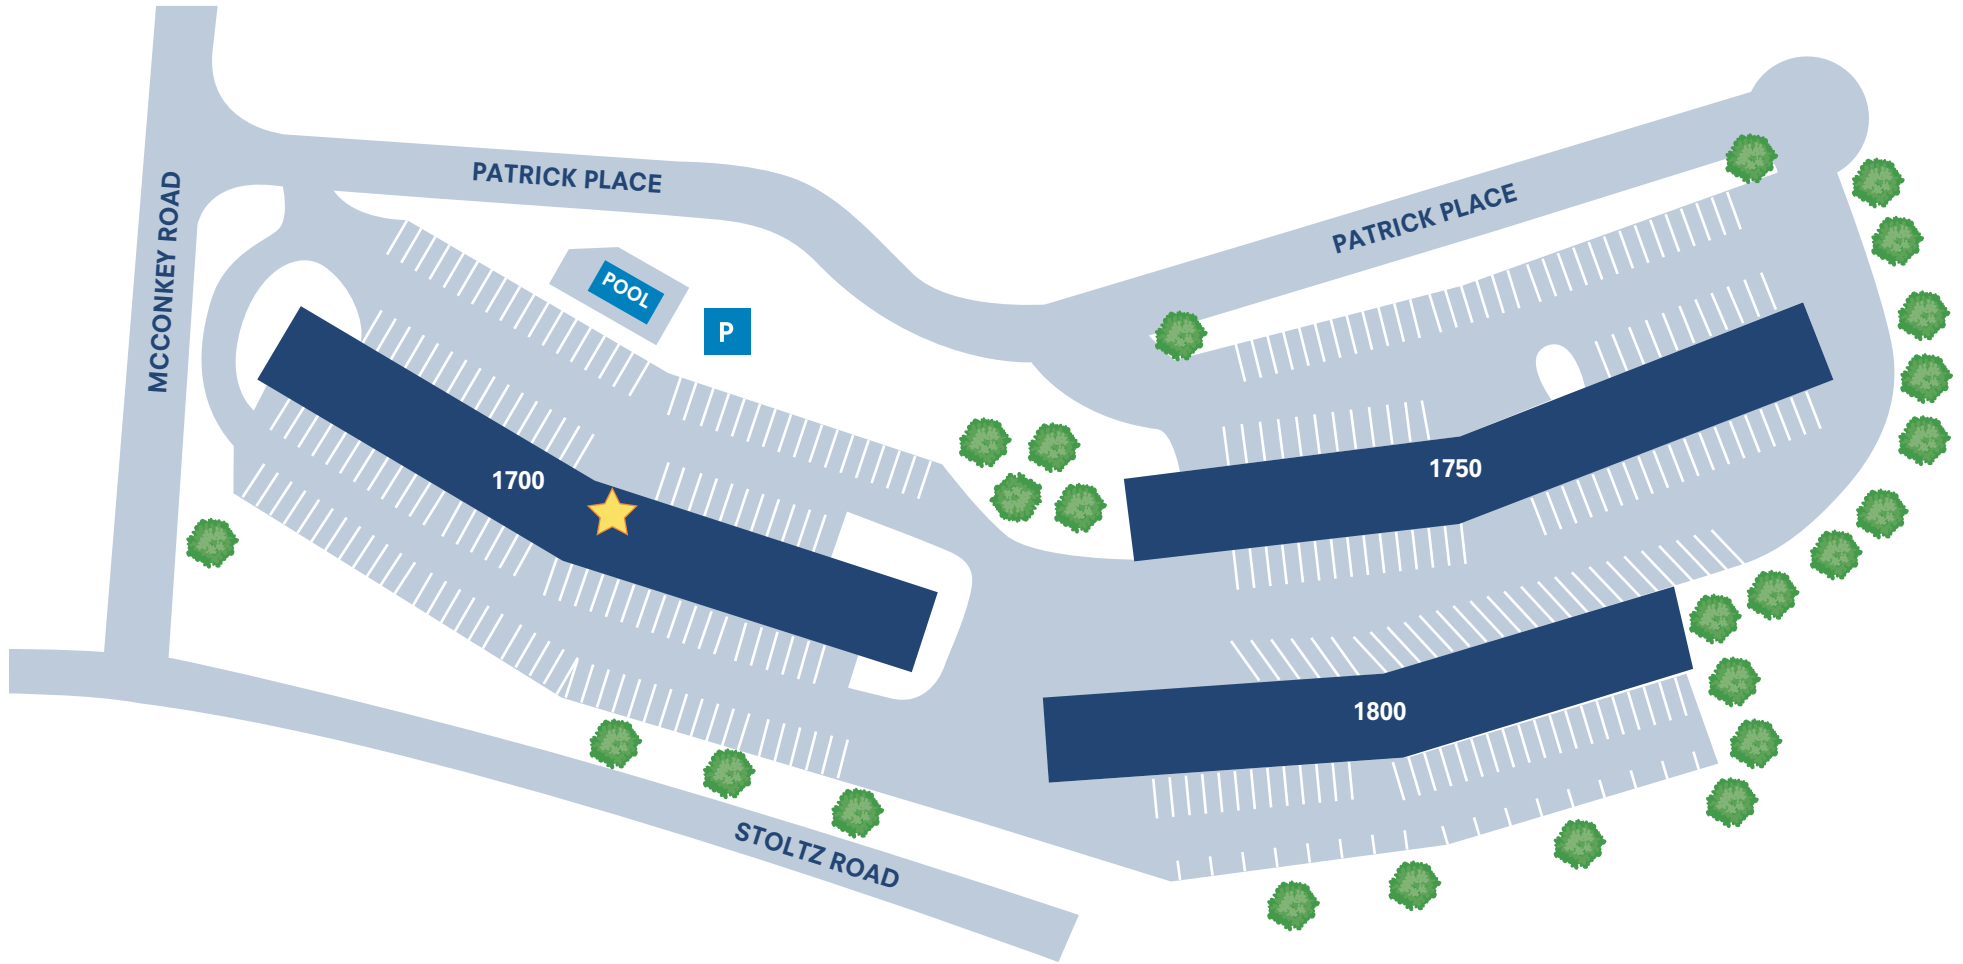 PATRICK PLACE
MCCONKEY ROAD
PATRICK PLACE
POOL
P
1700
1750
1800
STOLTZ ROAD